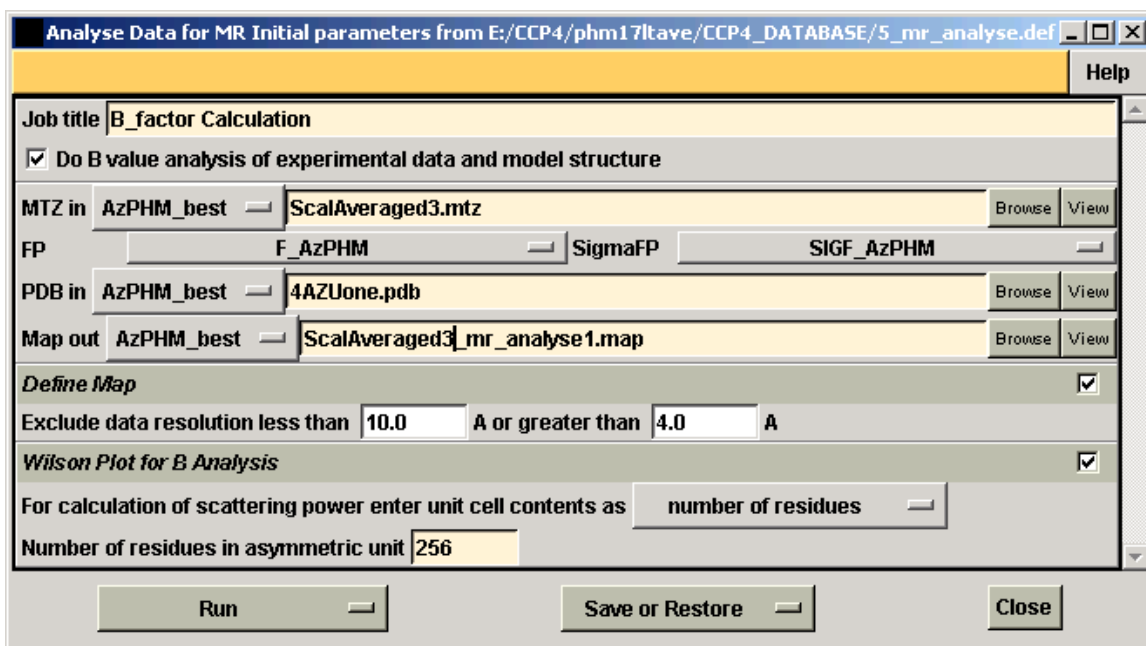 Analyse Data for MR Initial parameters from E:/CCP4/phm17ltave/CCP4_DATABASE/5_mr_analyse.def
Help
Job title B_factor Calculation
Do B value analysis of experimental data and model structure
MTZ in AzPHM_best ScalAveraged3.mtz Browse View
FP F_AzPHM SigmaFP SIGF_AzPHM
PDB in AzPHM_best 4AZUone.pdb Browse View
Map out AzPHM_best ScalAveraged3_mr_analyse1.map Browse View
Define Map
Exclude data resolution less than 10.0 A or greater than 4.0 A
Wilson Plot for B Analysis
For calculation of scattering power enter unit cell contents as number of residues
Number of residues in asymmetric unit 256
Run Save or Restore Close